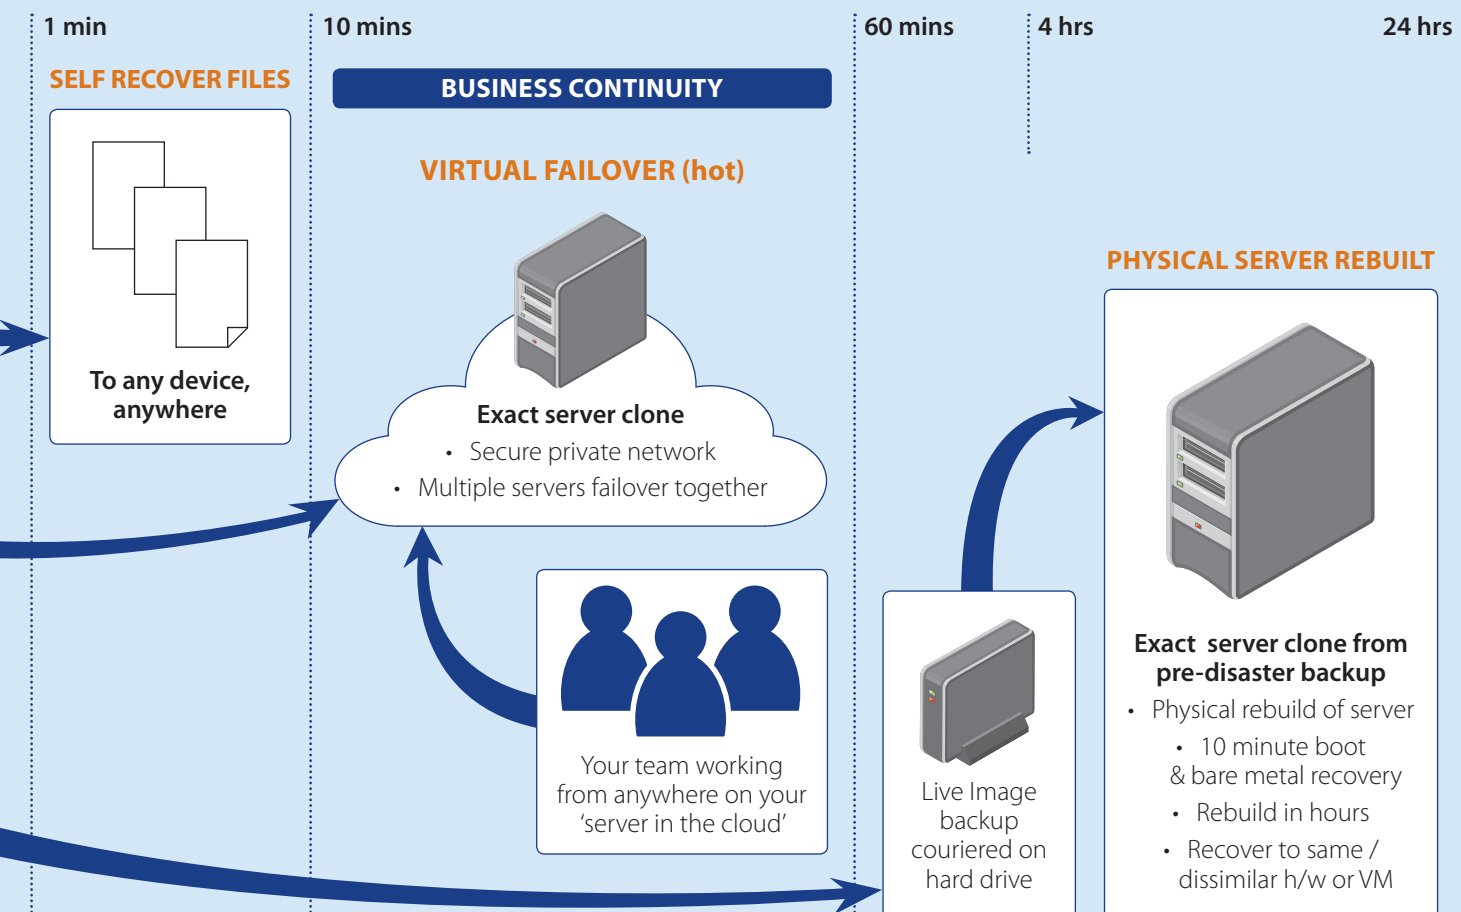 1 min
10 mins
60 mins
4 hrs
24 hrs
SELF RECOVER FILES
To any device,
anywhere
BUSINESS CONTINUITY
VIRTUAL FAILOVER (hot)
Exact server clone
• Secure private network
• Multiple servers failover together
Your team working
from anywhere on your
‘server in the cloud’
Live Image
backup
couriered on
hard drive
PHYSICAL SERVER REBUILT
Exact server clone from
pre-disaster backup
• Physical rebuild of server
• 10 minute boot
& bare metal recovery
• Rebuild in hours
• Recover to same /
dissimilar h/w or VM